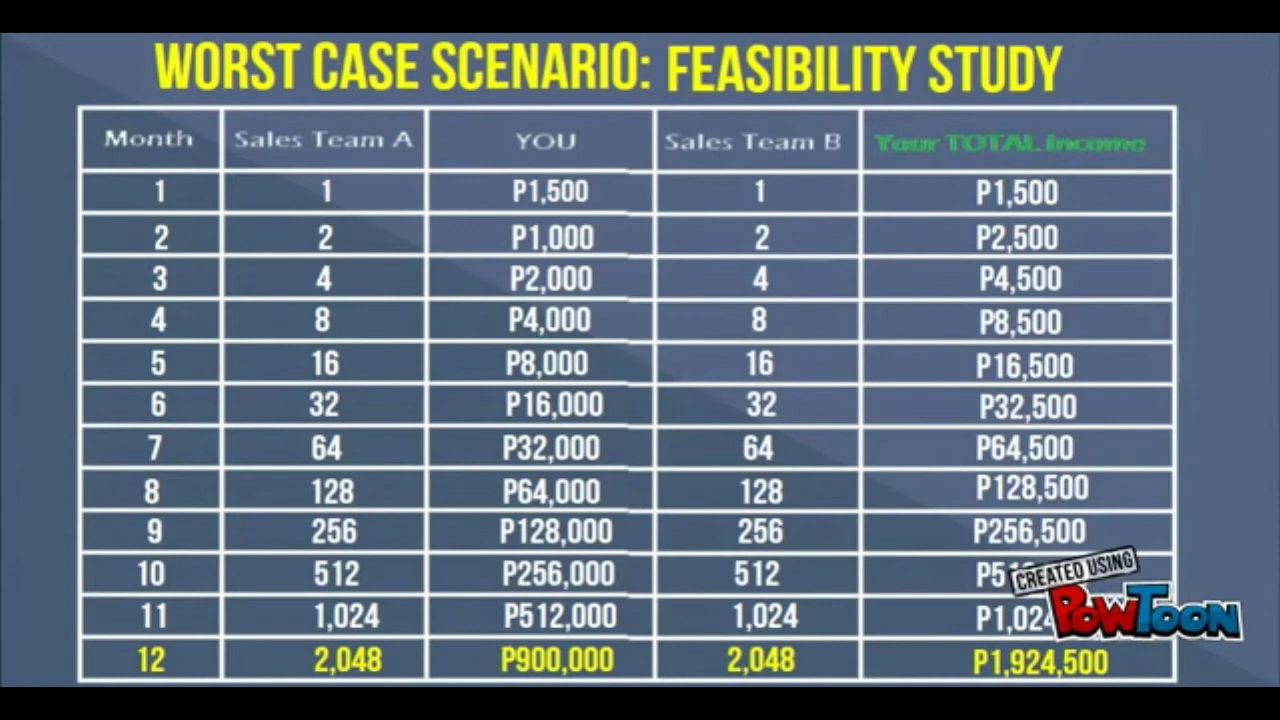 WORST CASE SCENARIO: FEASIBILITY STUDY
Month Sales Team A YOU Sales Team B Your TOTAL Income
1 1 P1,500 1 P1,500
2 2 P1,000 2 P2,500
3 4 P2,000 4 P4,500
4 8 P4,000 8 P8,500
5 16 P8,000 16 P16,500
6 32 P16,000 32 P32,500
7 64 P32,000 64 P64,500
8 128 P64,000 128 P128,500
9 256 P128,000 256 P256,500
10 512 P256,000 512
11 1,024 P512,000 1,024
12 2,048 P900,000 2,048 P1,924,500
CREATED USING
POWTOON